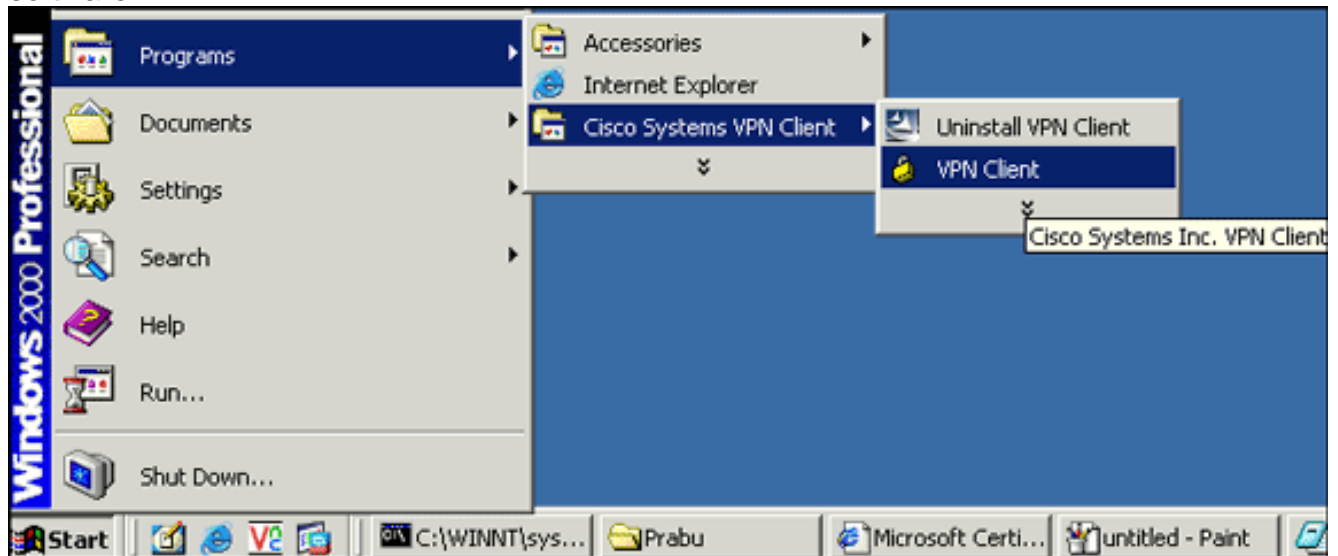 Windows 2000 Professional
Programs
Documents
Settings
Search
Help
Run...
Shut Down...
Accessories
Internet Explorer
Cisco Systems VPN Client
Uninstall VPN Client
VPN Client
Cisco Systems Inc. VPN Client
Start
C:\WINNT\sys...
Prabu
Microsoft Certi...
untitled - Paint